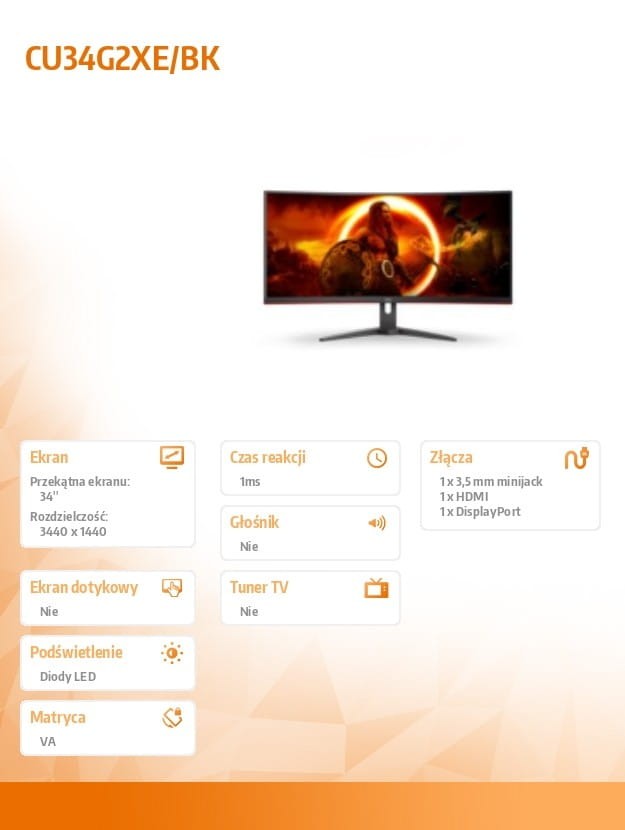 CU34G2XE/BK
Ekran
Przekątna ekranu:
34"
Rozdzielczość:
3440 x 1440
Czas reakcji
1ms
Złącza
1 x 3,5 mm minijack
1 x HDMI
1 x DisplayPort
Głośnik
Nie
Ekran dotykowy
Nie
Tuner TV
Nie
Podświetlenie
Diody LED
Matryca
VA